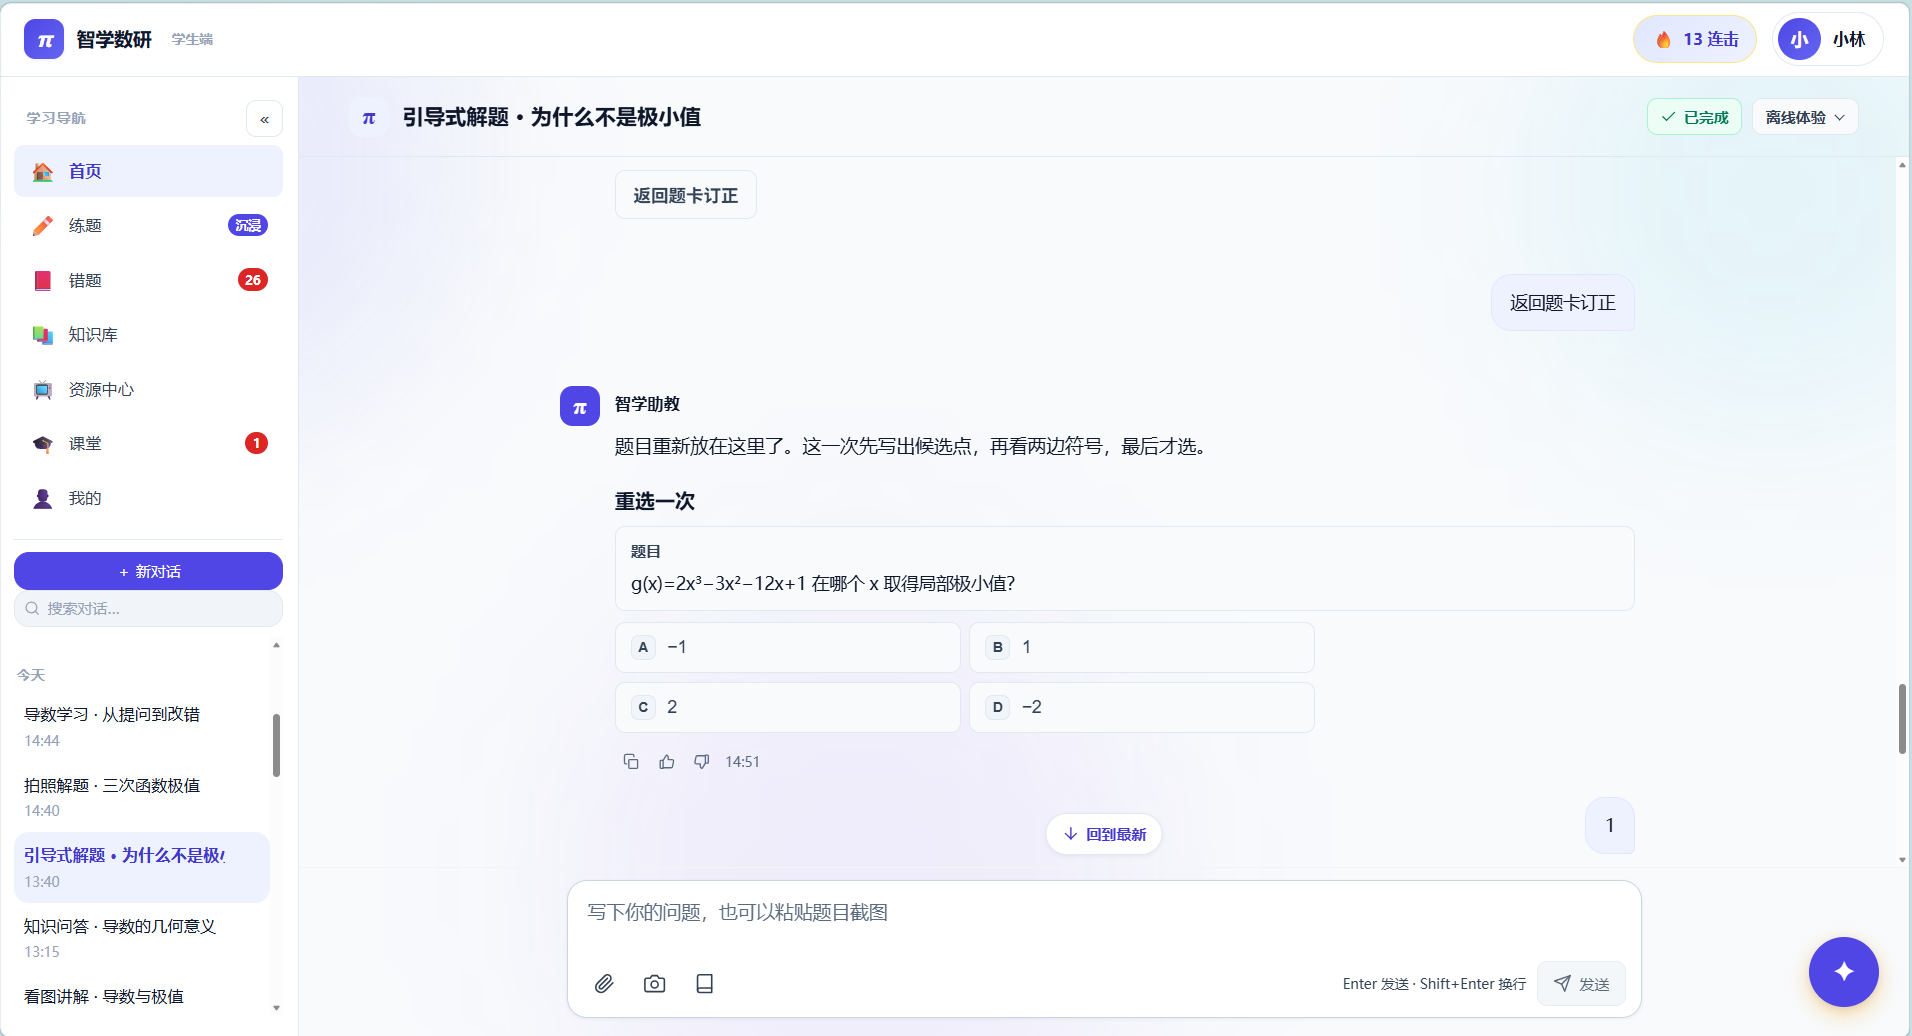 π 智学数研 学生端
13 连击
小 小林
学习导航 «
首页
练题 沉浸
错题 26
知识库
资源中心
课堂 1
我的
+ 新对话
搜索对话...
今天
导数学习 · 从提问到改错
14:44
拍照解题 · 三次函数极值
14:40
引导式解题 • 为什么不是极
13:40
知识问答 · 导数的几何意义
13:15
看图讲解 · 导数与极值
π 引导式解题 • 为什么不是极小值
已完成
离线体验
返回题卡订正
返回题卡订正
π 智学助教
题目重新放在这里了。这一次先写出候选点，再看两边符号，最后才选。
重选一次
题目
g(x)=2x³−3x²−12x+1 在哪个 x 取得局部极小值？
A −1
B 1
C 2
D −2
14:51
1
回到最新
写下你的问题，也可以粘贴题目截图
Enter 发送 · Shift+Enter 换行
发送